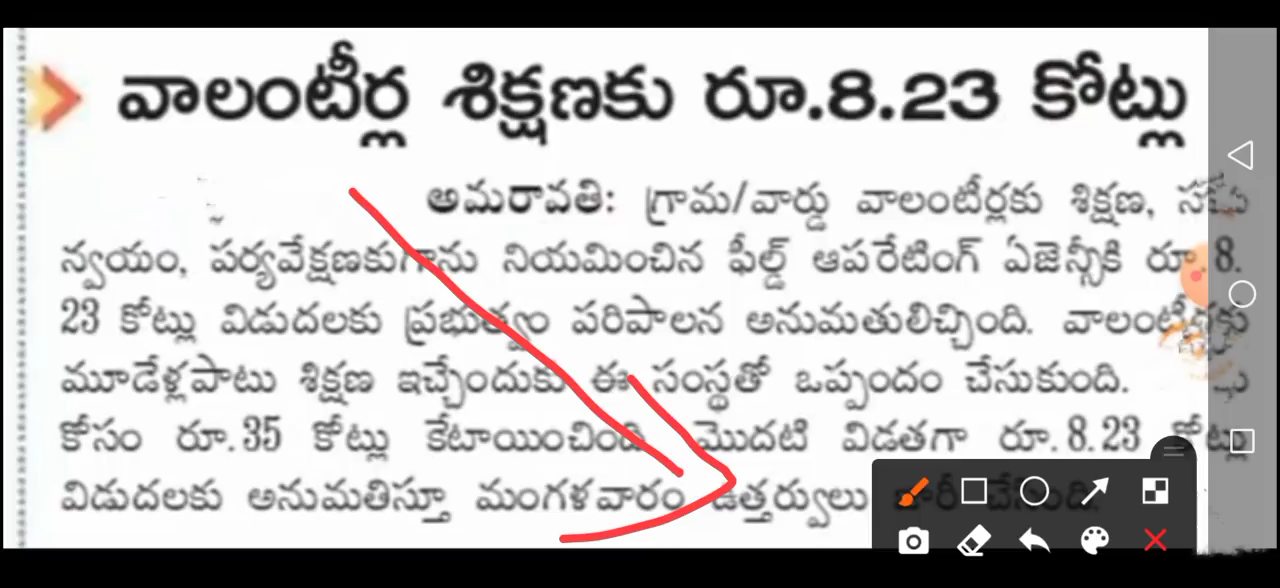 వాలంటీర్ల శిక్షణకు రూ.8.23 కోట్లు
అమరావతి: గ్రామ/వార్డు వాలంటీర్లకు శిక్షణ,
న్వయం, పర్యవేక్షణకుగాను నియమించిన ఫీల్డ్ ఆపరేటింగ్ ఏజెన్సీకి రూ.8.
23 కోట్లు విడుదలకు ప్రభుత్వం పరిపాలన అనుమతులిచ్చింది. వాలంటీర్లకు
మూడేళ్లపాటు శిక్షణ ఇచ్చేందుకు ఈ సంస్థతో ఒప్పందం చేసుకుంది.
కోసం రూ.35 కోట్లు కేటాయించింది. మొదటి విడతగా రూ.8.23 కోట్లు
విడుదలకు అనుమతిస్తూ మంగళవారం ఉత్తర్వులు జారీ చేసింది.